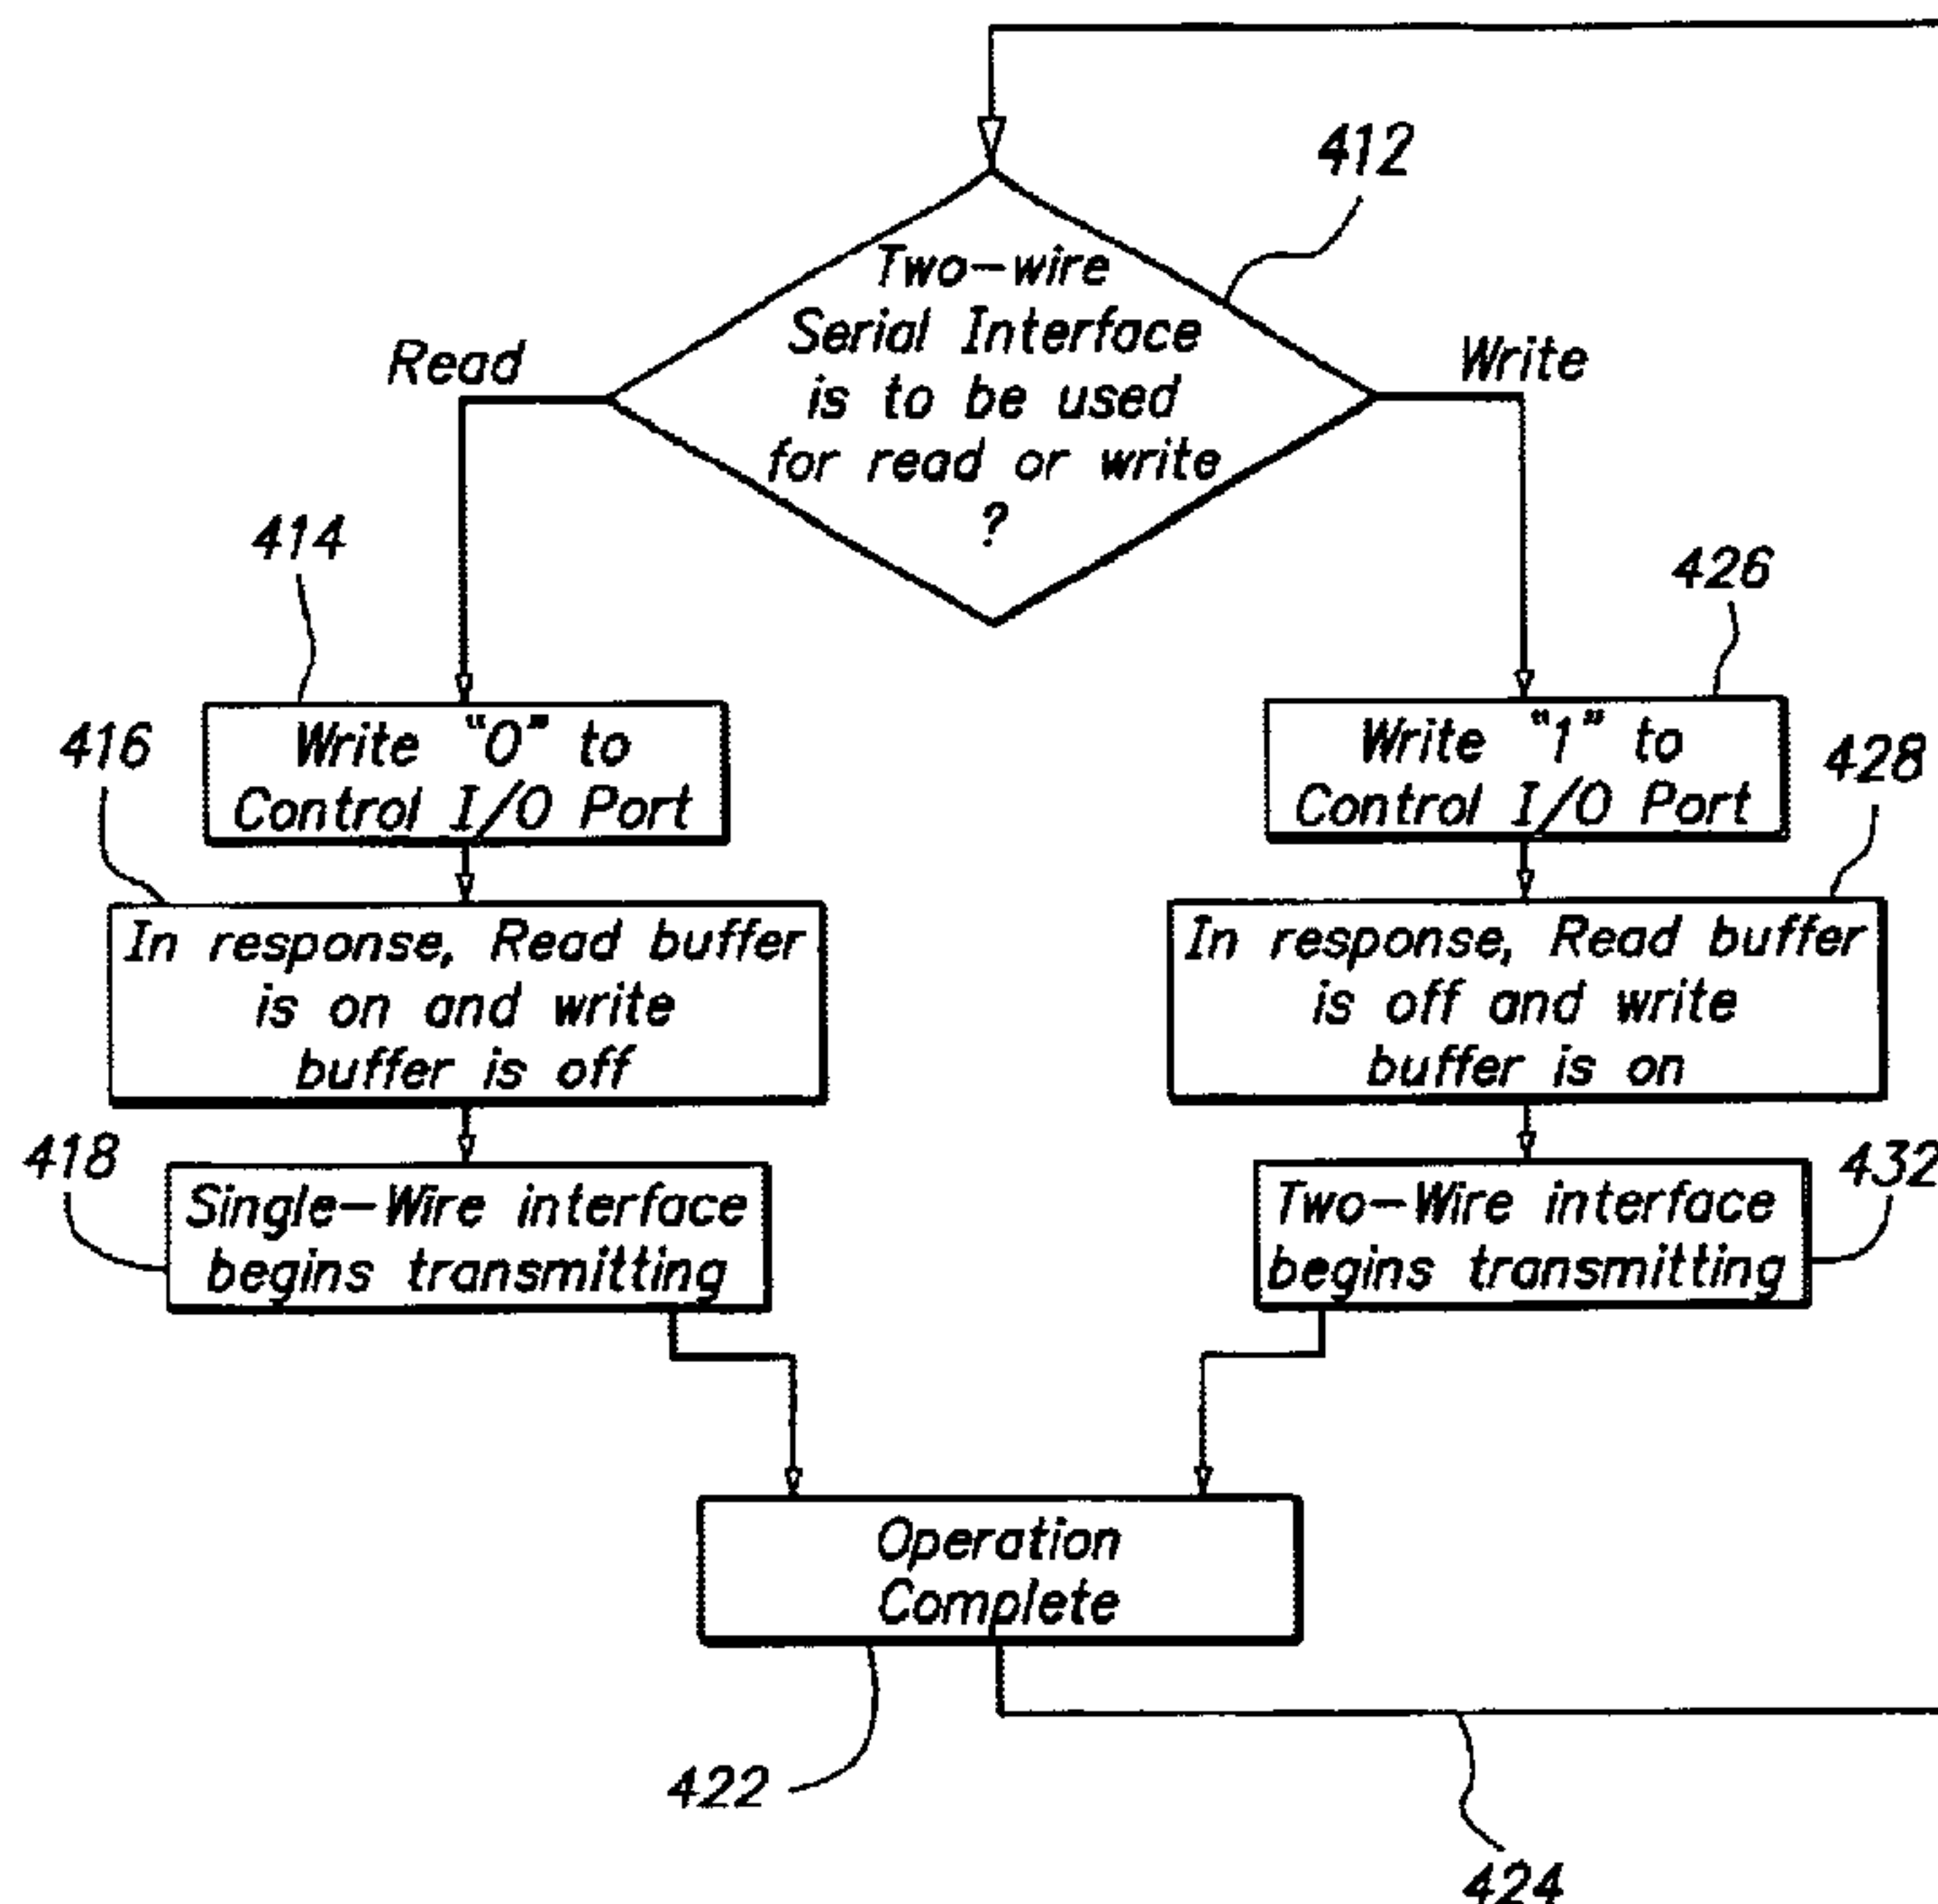 412
Two-wire
Serial Interface
is to be used
for read or write
?
Read
Write
414
426
Write "0" to
Control I/O Port
Write "1" to
Control I/O Port
416
428
In response, Read buffer
is on and write
buffer is off
In response, Read buffer
is off and write
buffer is on
418
432
Single-Wire interface
begins transmitting
Two-Wire interface
begins transmitting
Operation
Complete
422
424